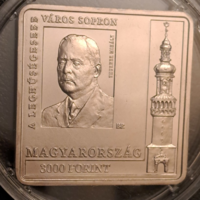 A LEGHŰSÉGESEBB VÁROS SOPRON
MAGYARORSZÁG
5000 FORINT